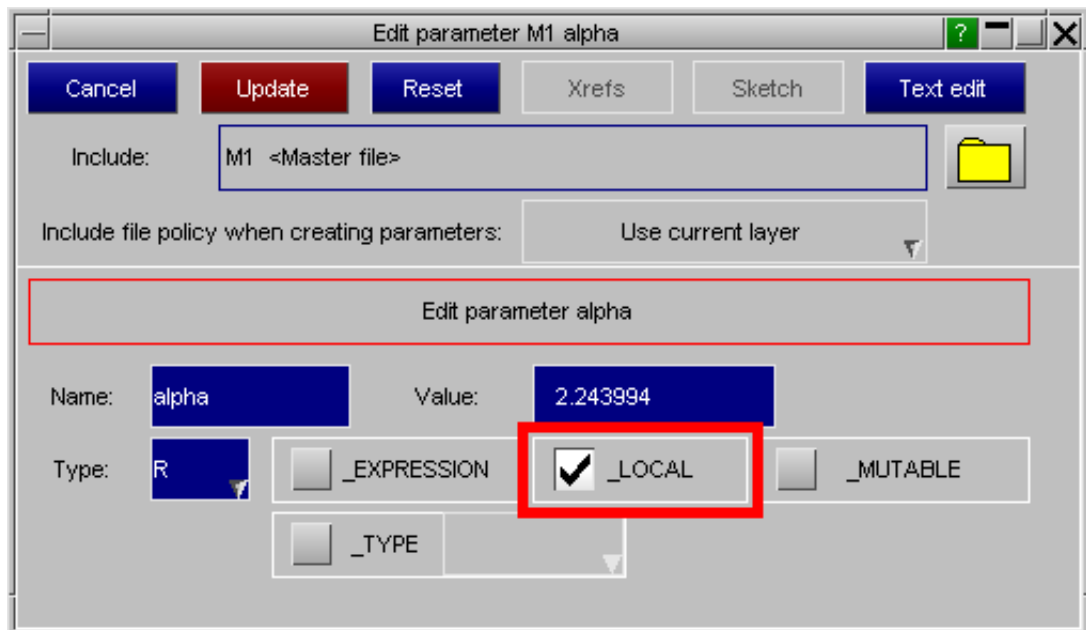 Edit parameter M1 alpha ?
Cancel Update Reset Xrefs Sketch Text edit
Include: M1 <Master file>
Include file policy when creating parameters: Use current layer
Edit parameter alpha
Name: alpha Value: 2.243994
Type: R _EXPRESSION _LOCAL _MUTABLE
_TYPE